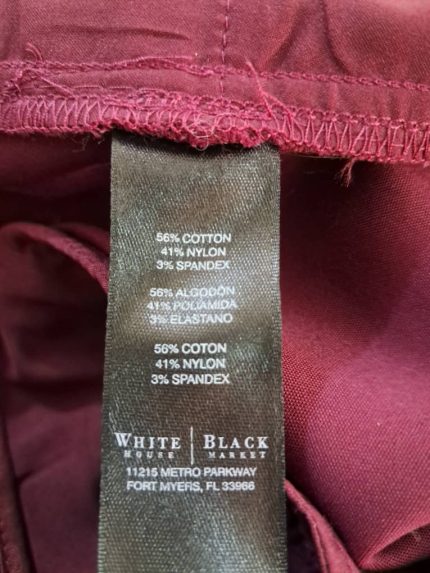 56% COTTON
41% NYLON
3% SPANDEX
56% ALGODÓN
41% POLIAMIDA
3% ELASTANO
56% COTON
41% NYLON
3% SPANDEX
WHITE BLACK
HOUSE MARKET
11215 METRO PARKWAY
FORT MYERS, FL 33966